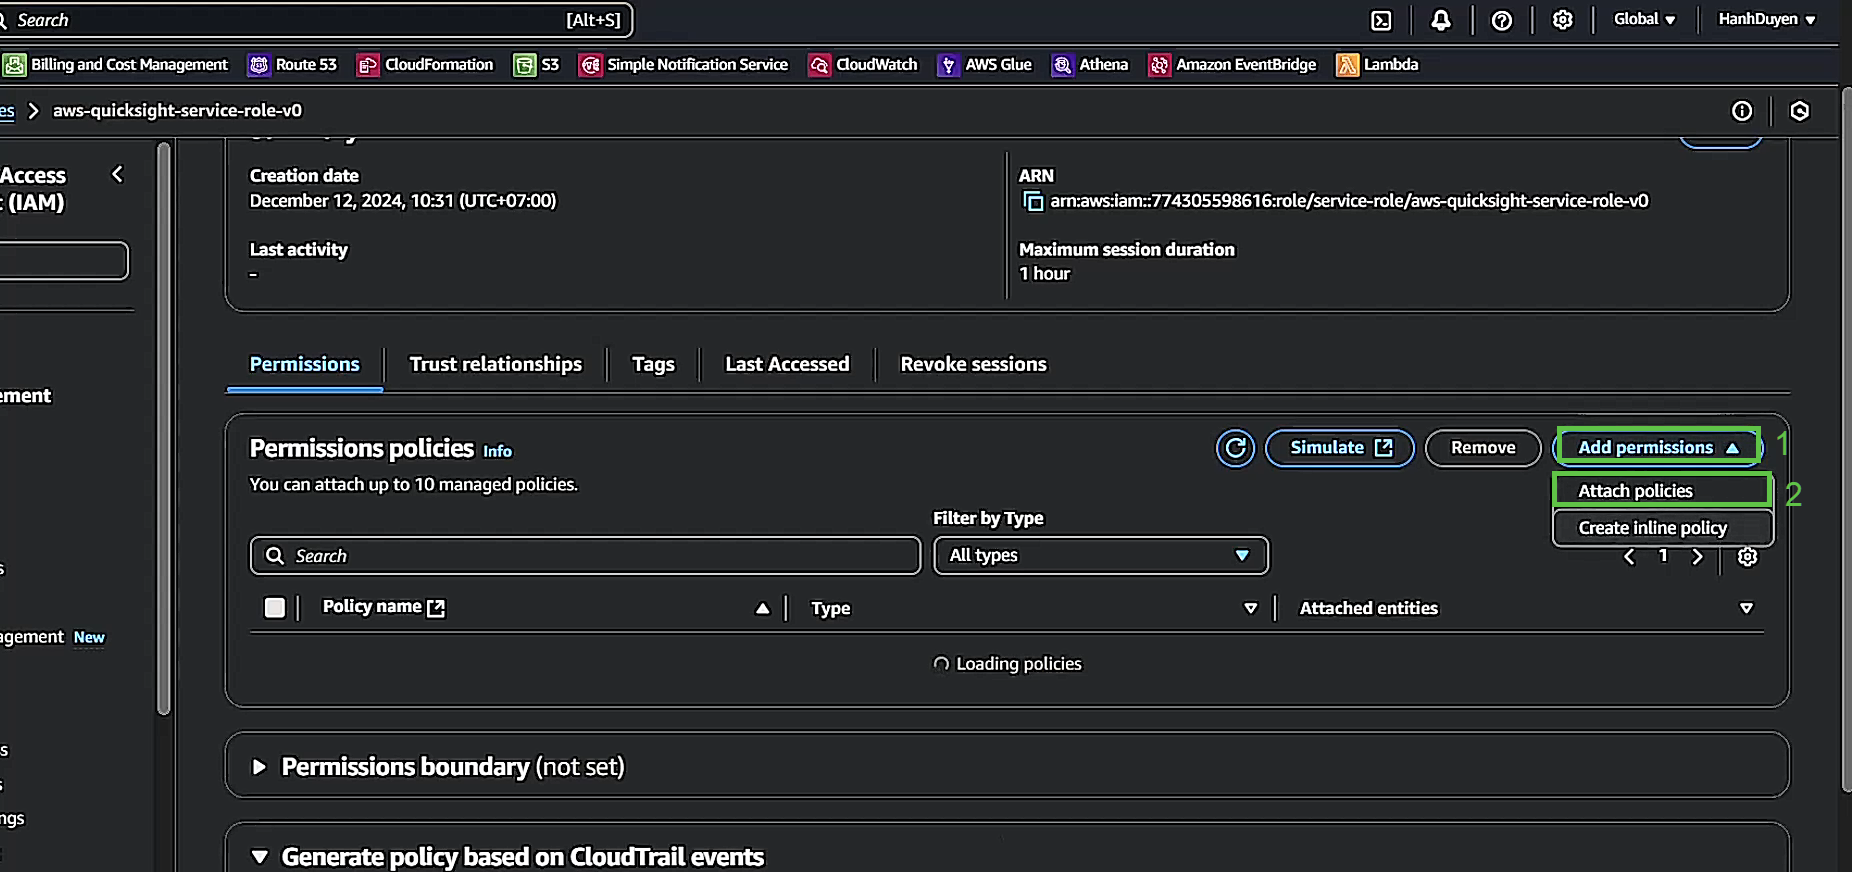 Search [Alt+S] Global HanhDuyen
Billing and Cost Management Route 53 CloudFormation S3 Simple Notification Service CloudWatch AWS Glue Athena Amazon EventBridge Lambda
es > aws-quicksight-service-role-v0
Access
(IAM)
Creation date
December 12, 2024, 10:31 (UTC+07:00)
ARN
arn:aws:iam::774305598616:role/service-role/aws-quicksight-service-role-v0
Last activity
-
Maximum session duration
1 hour
Permissions Trust relationships Tags Last Accessed Revoke sessions
ement
Permissions policies Info
Simulate Remove Add permissions 1
You can attach up to 10 managed policies.
Attach policies 2
Create inline policy
Filter by Type
Search All types
< 1 >
Policy name Type Attached entities
s
agement New
Loading policies
s
Permissions boundary (not set)
s
ngs
Generate policy based on CloudTrail events